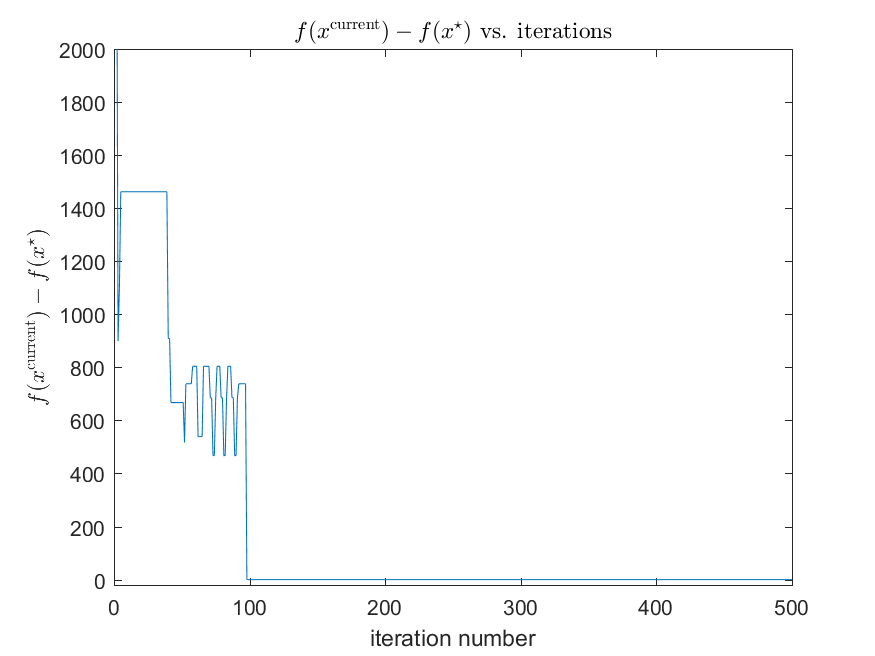 f(x^current) − f(x^⋆) vs. iterations
f(x^current) − f(x^⋆)
2000
1800
1600
1400
1200
1000
800
600
400
200
0
0 100 200 300 400 500
iteration number